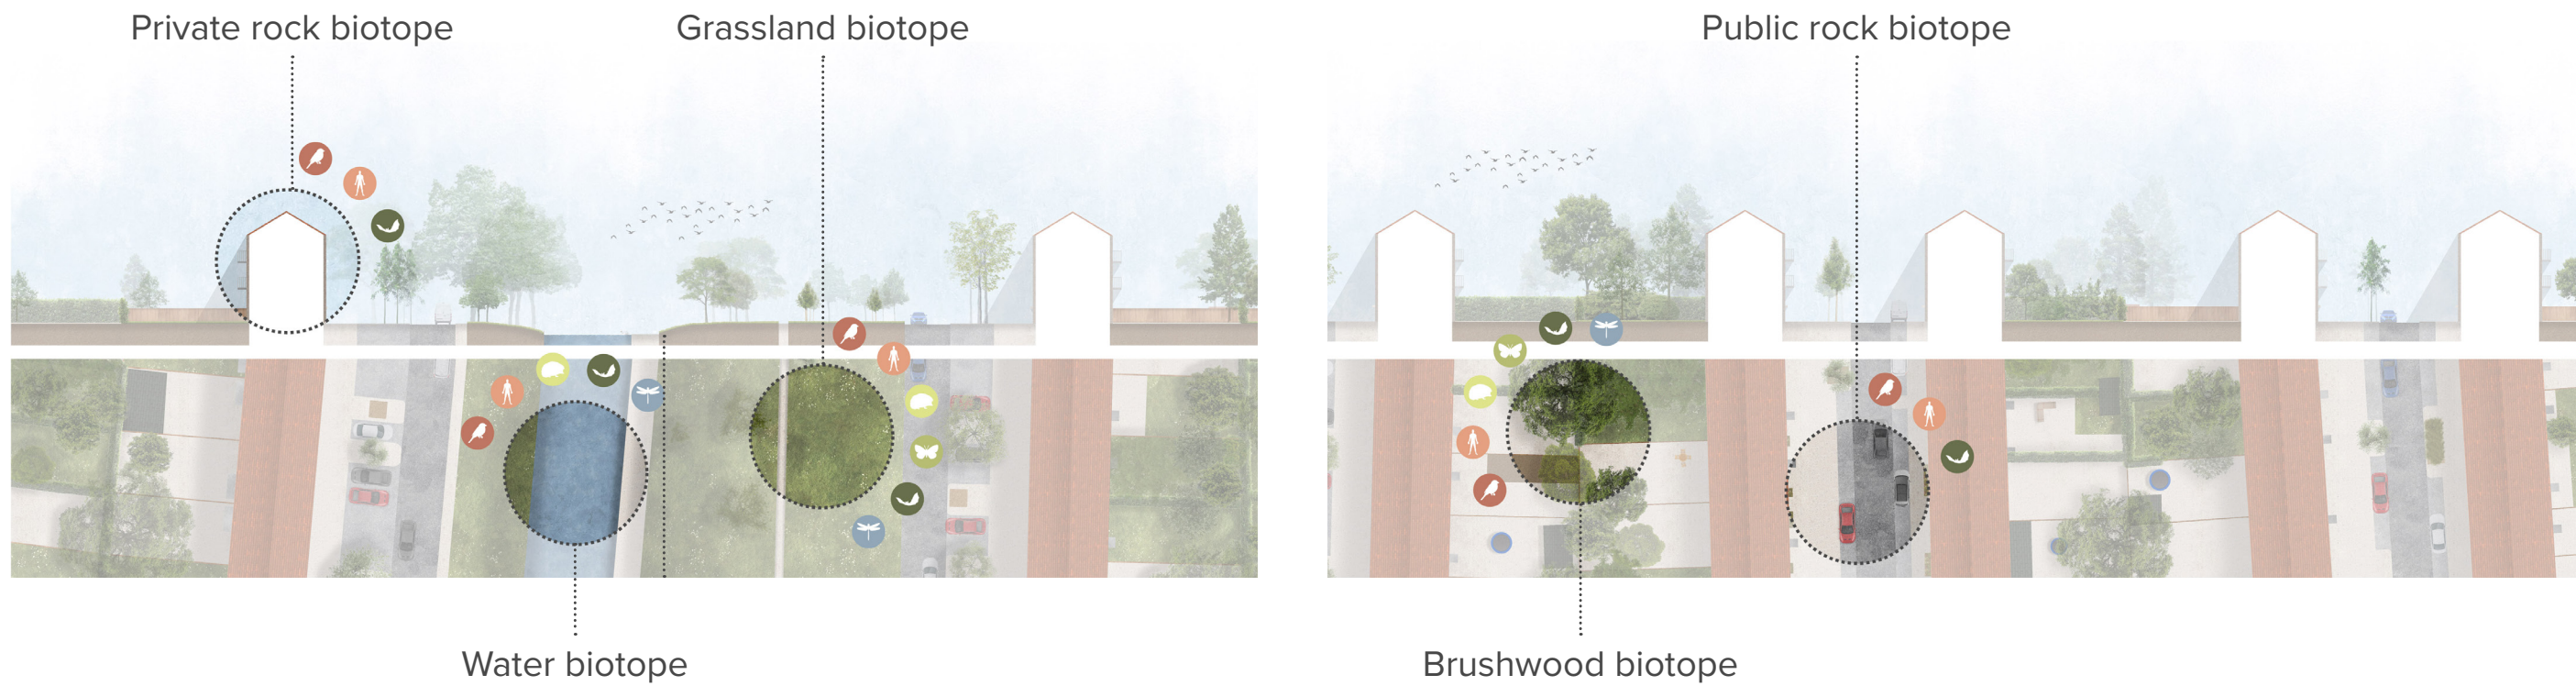 Private rock biotope
Grassland biotope
Public rock biotope
Water biotope
Brushwood biotope